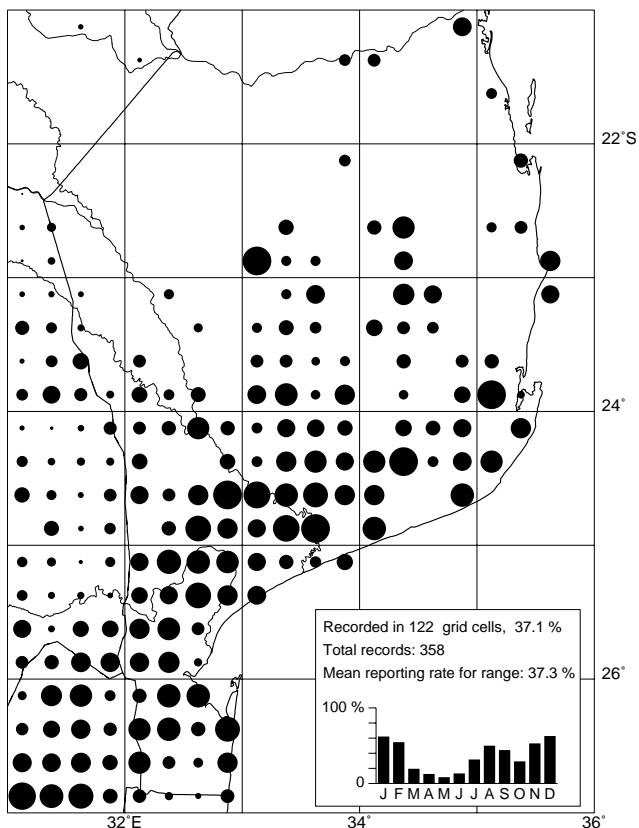 22˚S
24˚
Recorded in 122 grid cells, 37.1 %
Total records: 358
Mean reporting rate for range: 37.3 %
26˚
100 %
0
J F M A M J J A S O N D
32˚E
34˚
36˚